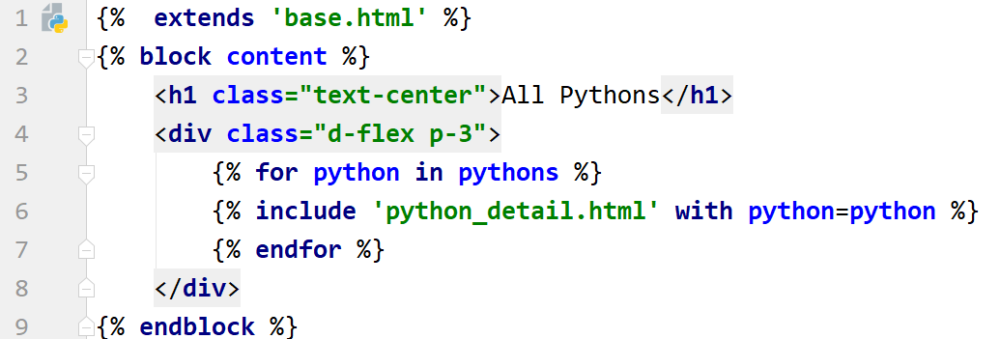 1 {%  extends 'base.html' %}
2 {% block content %}
3     <h1 class="text-center">All Pythons</h1>
4     <div class="d-flex p-3">
5         {% for python in pythons %}
6         {% include 'python_detail.html' with python=python %}
7         {% endfor %}
8     </div>
9 {% endblock %}